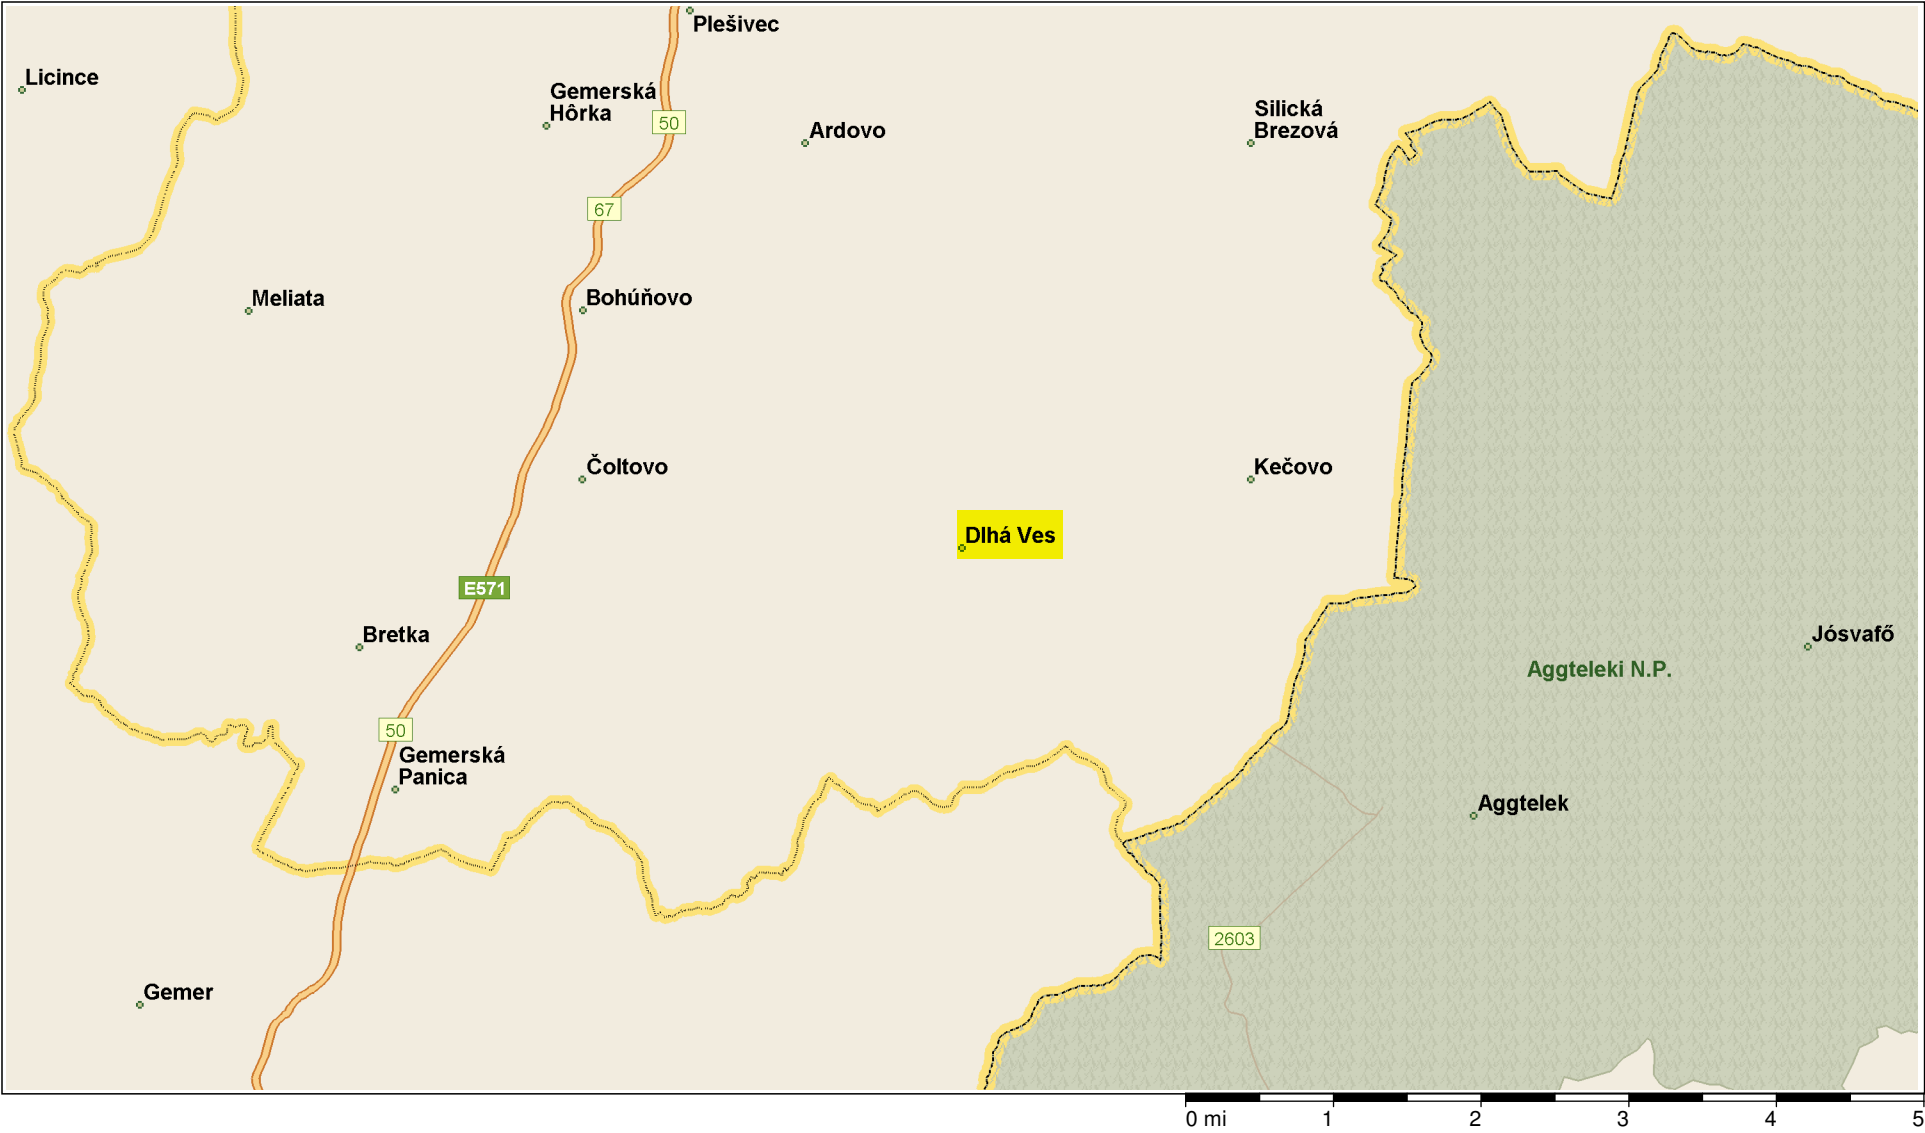 Plešivec
Licince
Gemerská
Hôrka
50
Ardovo
Silická
Brezová
67
Meliata
Bohúňovo
Čoltovo
Kečovo
Dlhá Ves
E571
Bretka
Jósvafő
Aggteleki N.P.
50
Gemerská
Panica
Aggtelek
2603
Gemer
0 mi 1 2 3 4 5